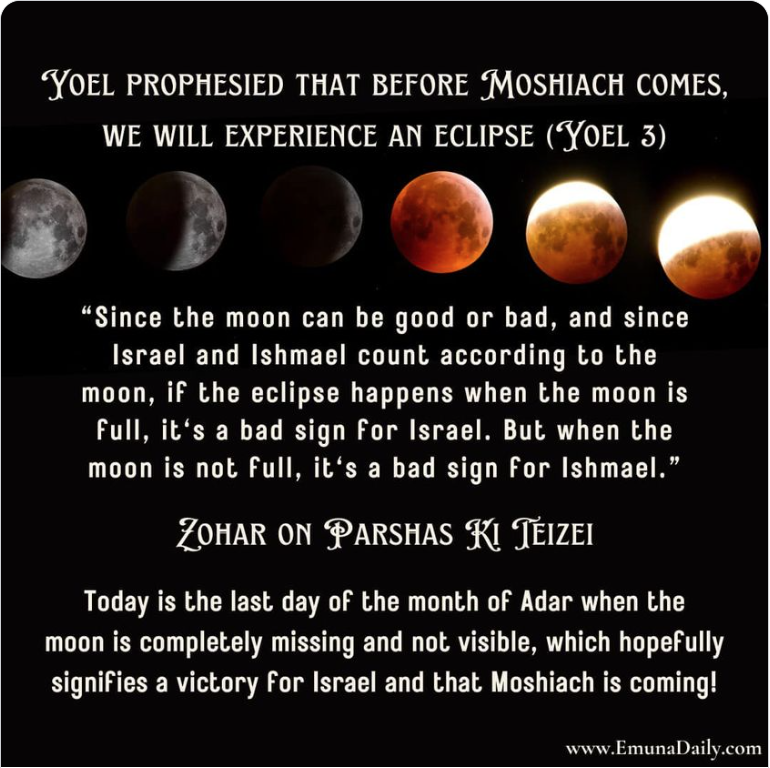 Yoel prophesied that before Moshiach comes,
we will experience an eclipse (Yoel 3)
“Since the moon can be good or bad, and since
Israel and Ishmael count according to the
moon, if the eclipse happens when the moon is
full, it‘s a bad sign for Israel. But when the
moon is not full, it‘s a bad sign for Ishmael.”
Zohar on Parshas Ki Teizei
Today is the last day of the month of Adar when the
moon is completely missing and not visible, which hopefully
signifies a victory for Israel and that Moshiach is coming!
www.EmunaDaily.com